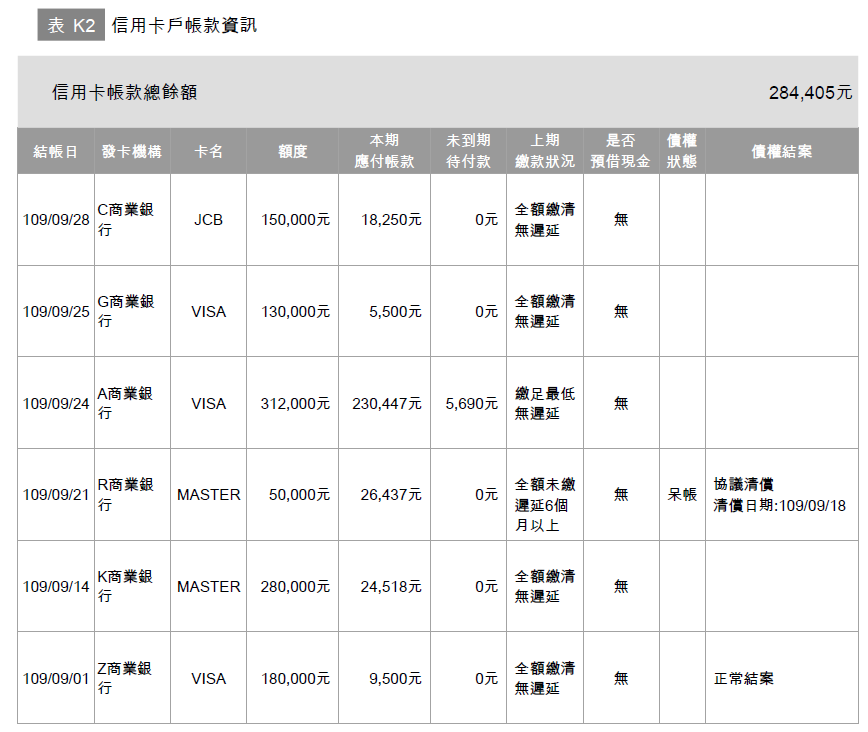 表 K2 信用卡戶帳款資訊
信用卡帳款總餘額 284,405元
結帳日 發卡機構 卡名 額度 本期 應付帳款 未到期 待付款 上期 繳款狀況 是否 預借現金 債權 狀態 債權結案
109/09/28 C商業銀行 JCB 150,000元 18,250元 0元 全額繳清 無遲延 無
109/09/25 G商業銀行 VISA 130,000元 5,500元 0元 全額繳清 無遲延 無
109/09/24 A商業銀行 VISA 312,000元 230,447元 5,690元 繳足最低 無遲延 無
109/09/21 R商業銀行 MASTER 50,000元 26,437元 0元 全額未繳 遲延6個月以上 無 呆帳 協議清償 清償日期:109/09/18
109/09/14 K商業銀行 MASTER 280,000元 24,518元 0元 全額繳清 無遲延 無
109/09/01 Z商業銀行 VISA 180,000元 9,500元 0元 全額繳清 無遲延 無 正常結案